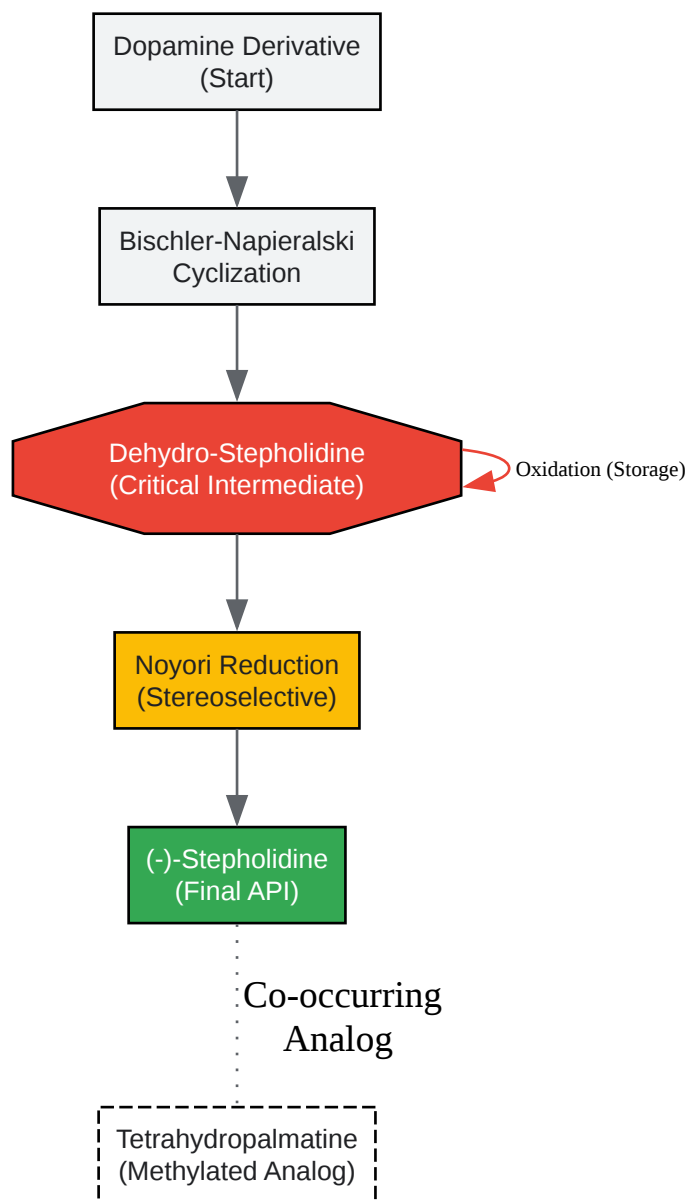 Dopamine Derivative
(Start)
Bischler-Napieralski
Cyclization
Dehydro-Stepholidine
(Critical Intermediate)
Oxidation (Storage)
Noyori Reduction
(Stereoselective)
(-)-Stepholidine
(Final API)
Co-occurring
Analog
Tetrahydropalmatine
(Methylated Analog)